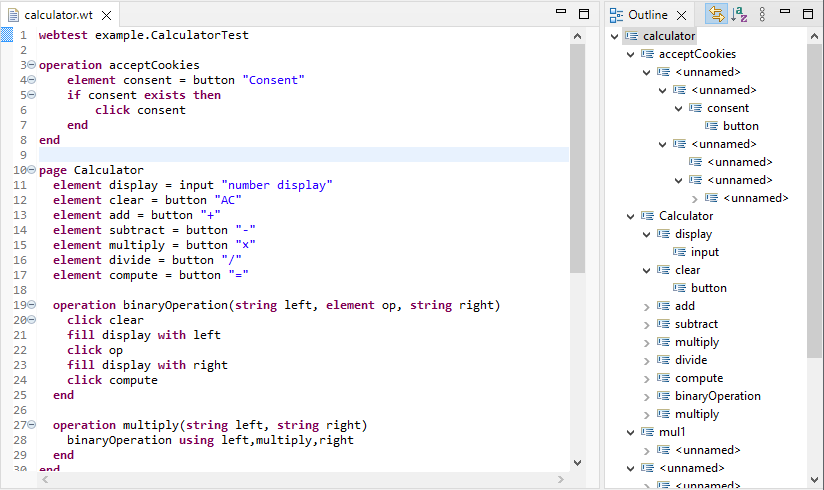 calculator.wt
1 webtest example.CalculatorTest
2
3 operation acceptCookies
4 element consent = button "Consent"
5 if consent exists then
6 click consent
7 end
8 end
9
10 page Calculator
11 element display = input "number display"
12 element clear = button "AC"
13 element add = button "+"
14 element subtract = button "-"
15 element multiply = button "×"
16 element divide = button "/"
17 element compute = button "="
18
19 operation binaryOperation(string left, element op, string right)
20 click clear
21 fill display with left
22 click op
23 fill display with right
24 click compute
25 end
26
27 operation multiply(string left, string right)
28 binaryOperation using left,multiply,right
29 end
30 end
Outline
calculator
acceptCookies
<unnamed>
<unnamed>
consent
button
<unnamed>
<unnamed>
<unnamed>
<unnamed>
Calculator
display
input
clear
button
add
subtract
multiply
divide
compute
binaryOperation
multiply
mul1
<unnamed>
<unnamed>
<unnamed>